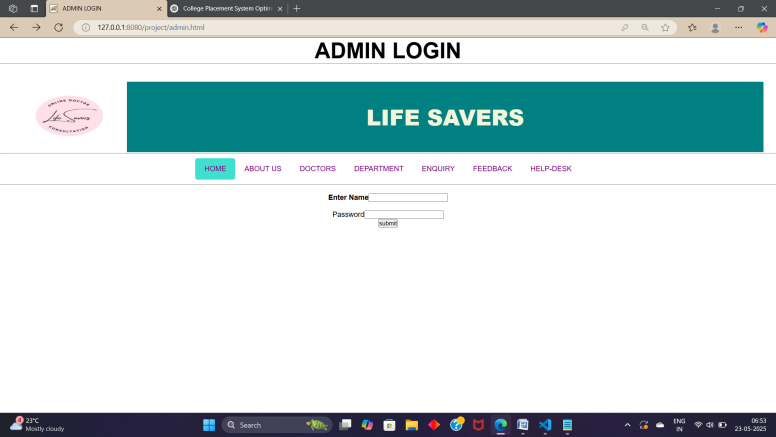 ADMIN LOGIN
College Placement System Optim
127.0.0.1:8080/project/admin.html
ADMIN LOGIN
ONLINE DOCTOR
Life Savers
CONSULTATION
LIFE SAVERS
HOME ABOUT US DOCTORS DEPARTMENT ENQUIRY FEEDBACK HELP-DESK
Enter Name
Password
submit
23°C
Mostly cloudy
Search
ENG
IN
06:53
23-05-2025